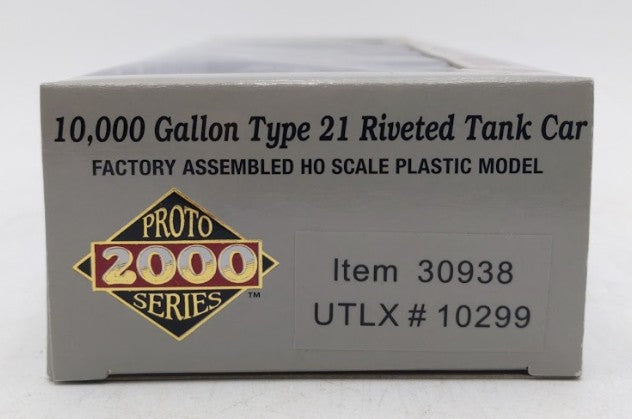 10,000 Gallon Type 21 Riveted Tank Car
FACTORY ASSEMBLED HO SCALE PLASTIC MODEL
PROTO
2000
SERIES
™
Item 30938
UTLX # 10299